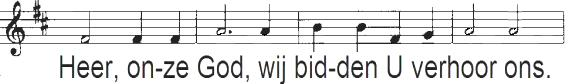 Heer, on-ze God, wij bid-den U verhoor ons.